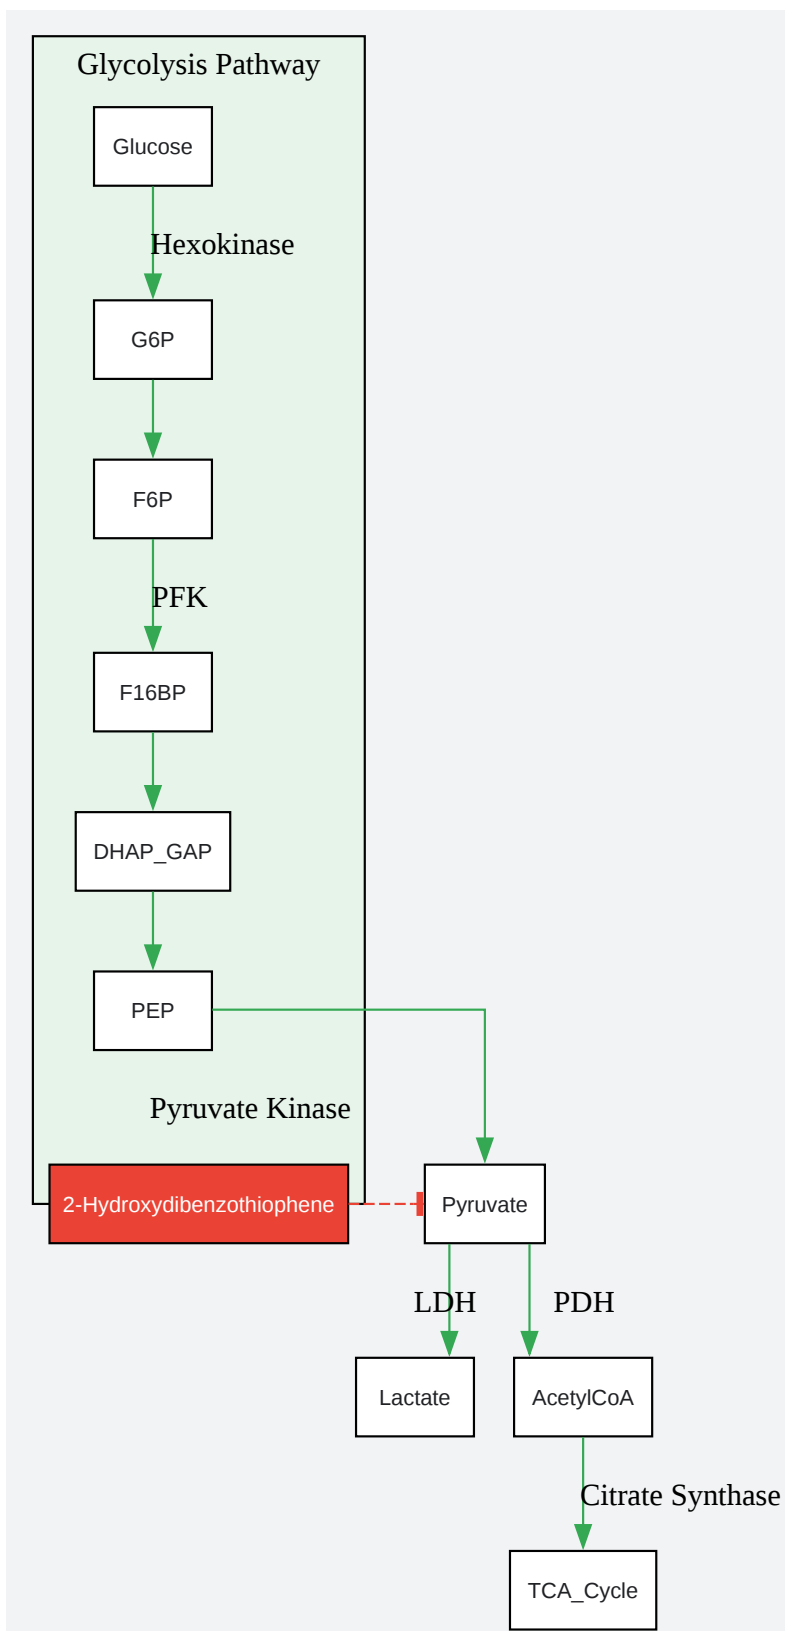 Glycolysis Pathway
Glucose
Hexokinase
G6P
F6P
PFK
F16BP
DHAP_GAP
PEP
Pyruvate Kinase
2-Hydroxydibenzothiophene
Pyruvate
LDH
PDH
Lactate
AcetylCoA
Citrate Synthase
TCA_Cycle